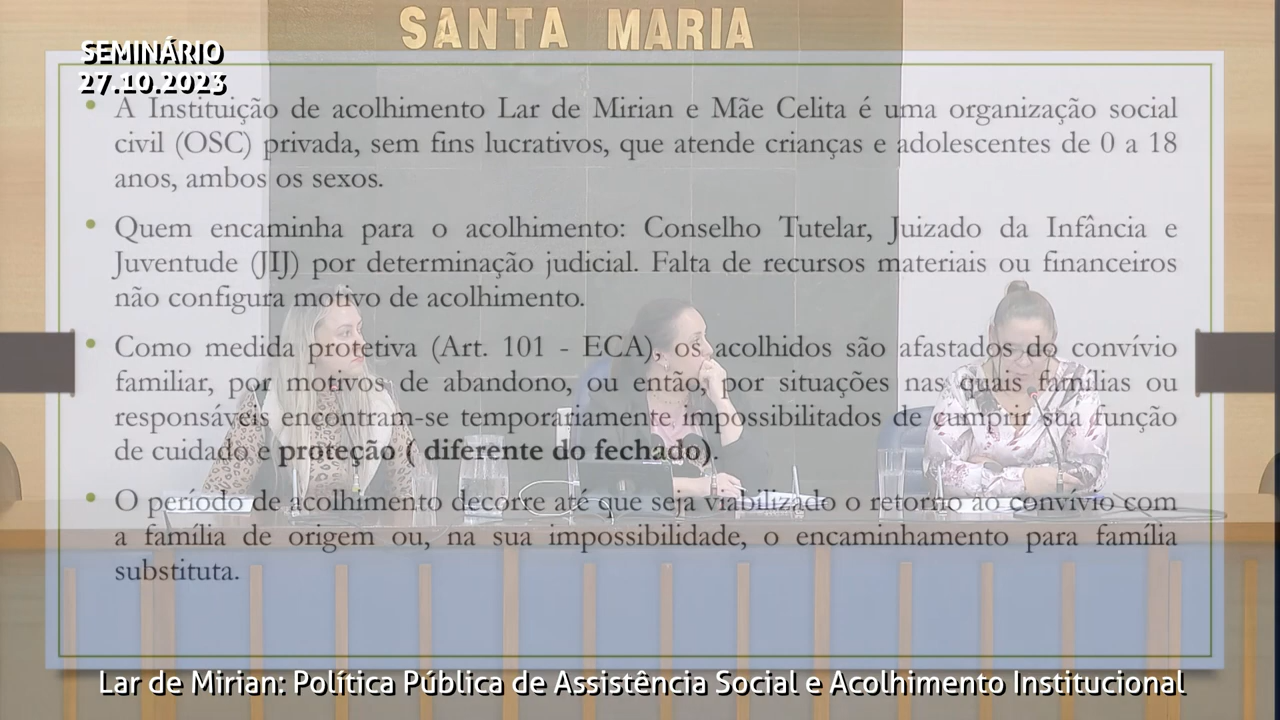 SANTA MARIA
SEMINÁRIO
27.10.2023
• A Instituição de acolhimento Lar de Mirian e Mãe Celita é uma organização social
civil (OSC) privada, sem fins lucrativos, que atende crianças e adolescentes de 0 a 18
anos, ambos os sexos.
• Quem encaminha para o acolhimento: Conselho Tutelar, Juizado da Infância e
Juventude (JIJ) por determinação judicial. Falta de recursos materiais ou financeiros
não configura motivo de acolhimento.
• Como medida protetiva (Art. 101 - ECA), os acolhidos são afastados do convívio
familiar, por motivos de abandono, ou então, por situações nas quais famílias ou
responsáveis encontram-se temporariamente impossibilitados de cumprir sua função
de cuidado e proteção ( diferente do fechado).
• O período de acolhimento decorre até que seja viabilizado o retorno ao convívio com
a família de origem ou, na sua impossibilidade, o encaminhamento para família
substituta.
Lar de Mirian: Política Pública de Assistência Social e Acolhimento Institucional